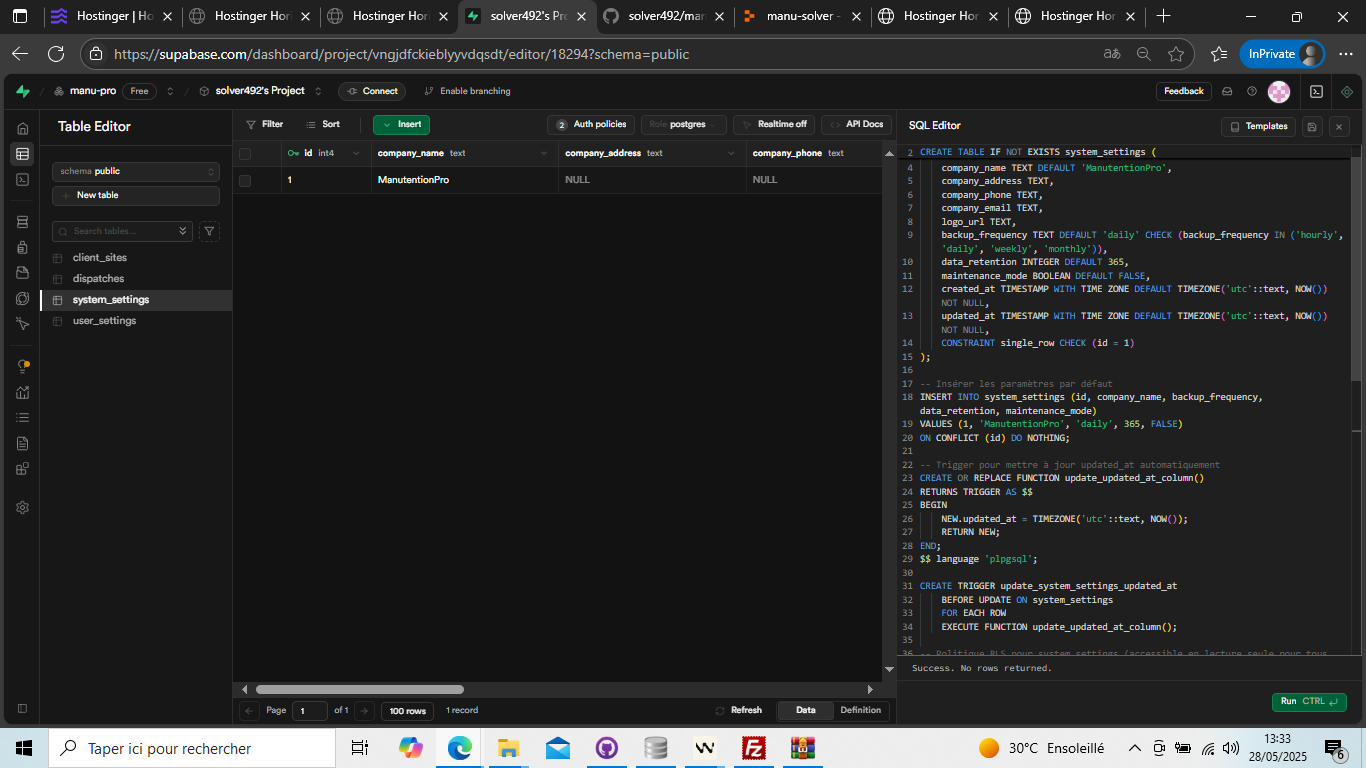 Hostinger | Ho
Hostinger Hori
Hostinger Hori
solver492's Pro
solver492/man
manu-solver -
Hostinger Hor
Hostinger Hor
https://supabase.com/dashboard/project/vngjdfckieblyyvdqsdt/editor/18294?schema=public
InPrivate
manu-pro
Free
solver492's Project
Connect
Enable branching
Feedback
Table Editor
schema public
New table
Search tables...
client_sites
dispatches
system_settings
user_settings
Filter
Sort
Insert
2 Auth policies
Role postgres
Realtime off
API Docs
id int4
company_name text
company_address text
company_phone text
1
ManutentionPro
NULL
NULL
Page
1
of 1
100 rows
1 record
Refresh
Data
Definition
SQL Editor
Templates
2 CREATE TABLE IF NOT EXISTS system_settings (
4 company_name TEXT DEFAULT 'ManutentionPro',
5 company_address TEXT,
6 company_phone TEXT,
7 company_email TEXT,
8 logo_url TEXT,
9 backup_frequency TEXT DEFAULT 'daily' CHECK (backup_frequency IN ('hourly',
'daily', 'weekly', 'monthly')),
10 data_retention INTEGER DEFAULT 365,
11 maintenance_mode BOOLEAN DEFAULT FALSE,
12 created_at TIMESTAMP WITH TIME ZONE DEFAULT TIMEZONE('utc'::text, NOW())
NOT NULL,
13 updated_at TIMESTAMP WITH TIME ZONE DEFAULT TIMEZONE('utc'::text, NOW())
NOT NULL,
14 CONSTRAINT single_row CHECK (id = 1)
15 );
16
17 -- Insérer les paramètres par défaut
18 INSERT INTO system_settings (id, company_name, backup_frequency,
data_retention, maintenance_mode)
19 VALUES (1, 'ManutentionPro', 'daily', 365, FALSE)
20 ON CONFLICT (id) DO NOTHING;
21
22 -- Trigger pour mettre à jour updated_at automatiquement
23 CREATE OR REPLACE FUNCTION update_updated_at_column()
24 RETURNS TRIGGER AS $$
25 BEGIN
26 NEW.updated_at = TIMEZONE('utc'::text, NOW());
27 RETURN NEW;
28 END;
29 $$ language 'plpgsql';
30
31 CREATE TRIGGER update_system_settings_updated_at
32 BEFORE UPDATE ON system_settings
33 FOR EACH ROW
34 EXECUTE FUNCTION update_updated_at_column();
35
36 -- Politique RLS pour system_settings (accessible en lecture seule pour tous
Success. No rows returned.
Run CTRL
Taper ici pour rechercher
30°C Ensoleillé
13:33
28/05/2025
6